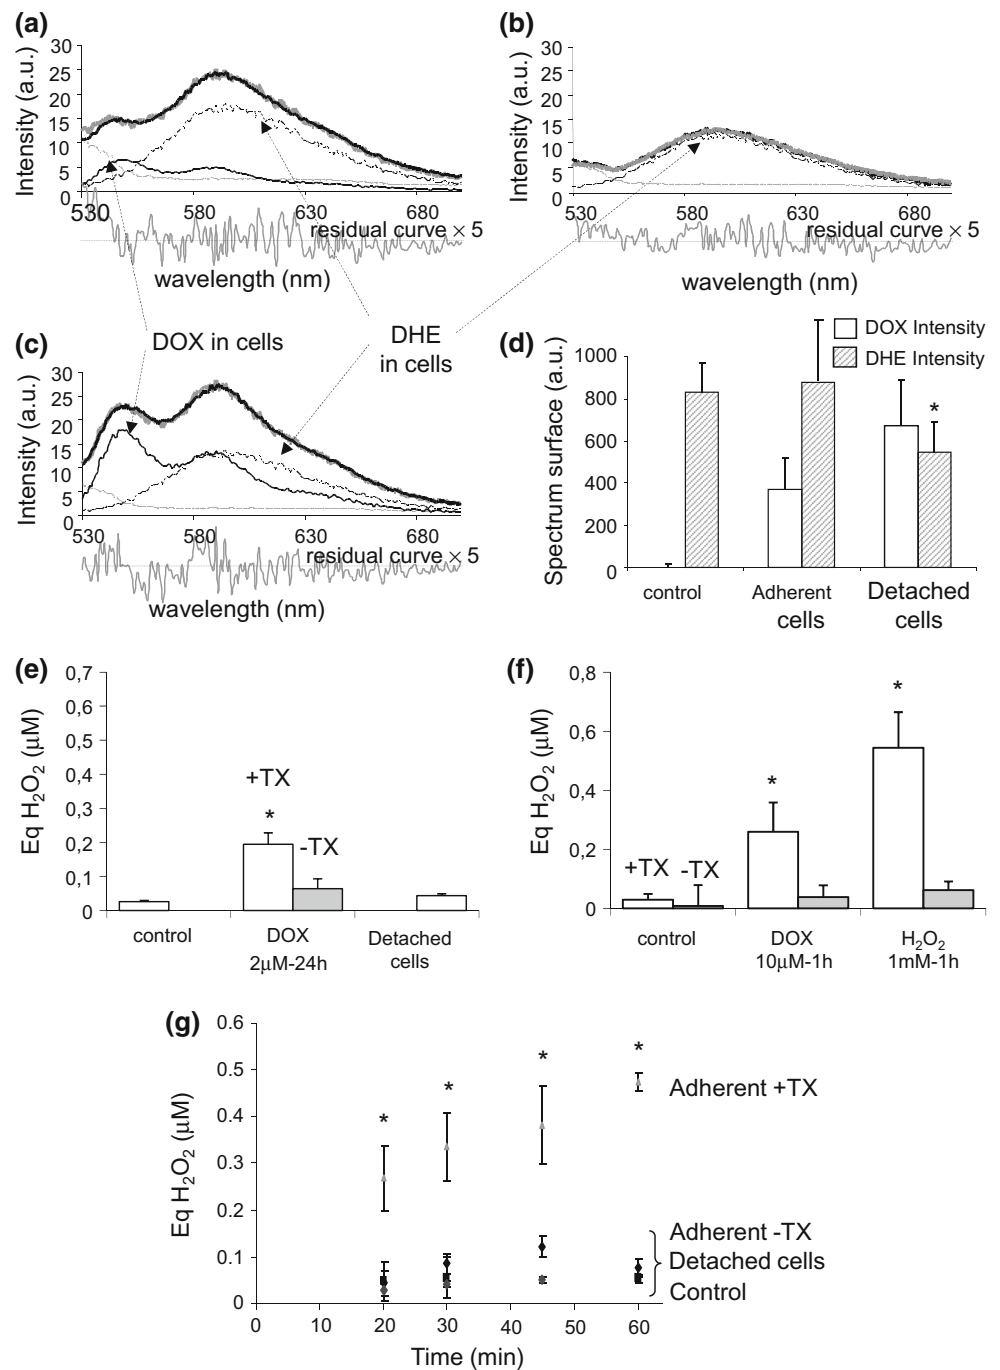 (a)
30
25
20
15
10
5
0
Intensity (a.u.)
530
580
630
680
residual curve × 5
wavelength (nm)
(b)
30
25
20
15
10
5
0
Intensity (a.u.)
530
580
630
680
residual curve × 5
wavelength (nm)
DOX in cells
DHE
in cells
(c)
30
25
20
15
10
5
0
Intensity (a.u.)
530
580
630
680
residual curve × 5
wavelength (nm)
(d)
DOX Intensity
DHE Intensity
1000
800
600
400
200
0
Spectrum surface (a.u.)
*
control
Adherent
cells
Detached
cells
(e)
0,7
0,6
0,5
0,4
0,3
0,2
0,1
0
Eq H₂O₂ (µM)
+TX
*
-TX
control
DOX
2µM-24h
Detached
cells
(f)
0,8
0,6
0,4
0,2
0
Eq H₂O₂ (µM)
+TX
-TX
*
*
control
DOX
10µM-1h
H₂O₂
1mM-1h
(g)
0.6
0.5
0.4
0.3
0.2
0.1
0
Eq H₂O₂ (µM)
*
*
*
*
Adherent +TX
Adherent -TX
Detached cells
Control
0
10
20
30
40
50
60
Time (min)